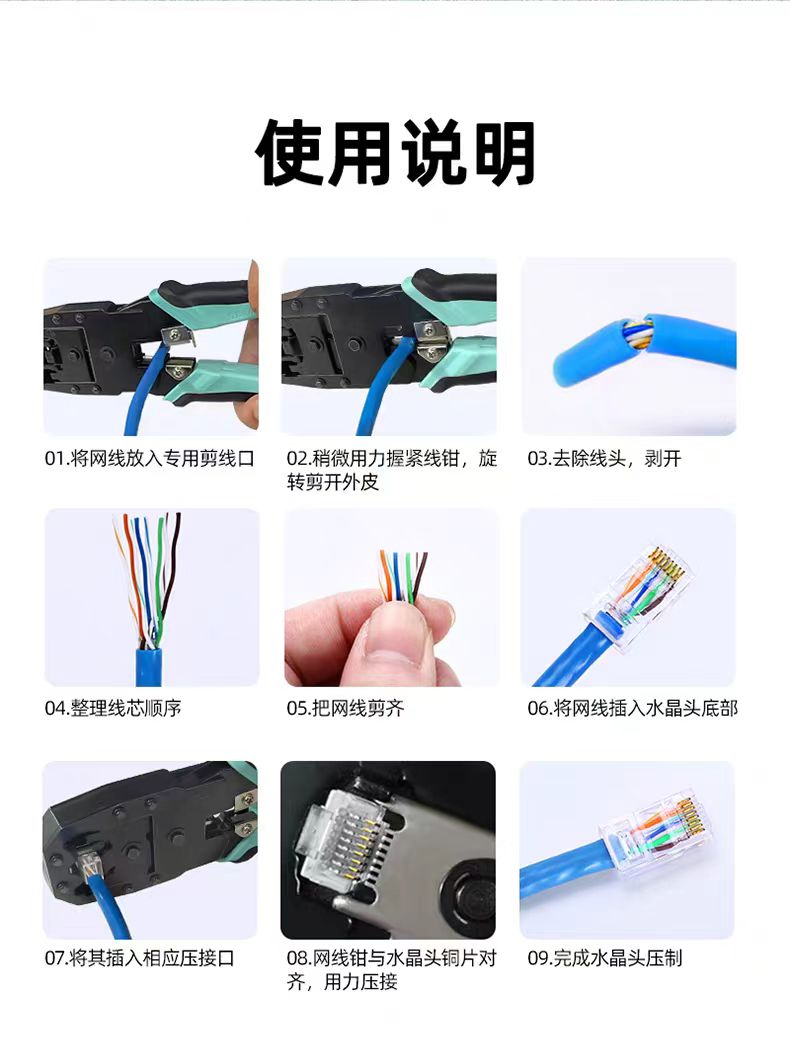 使用说明
01.将网线放入专用剪线口
02.稍微用力握紧线钳，旋
转剪开外皮
03.去除线头，剥开
04.整理线芯顺序
05.把网线剪齐
06.将网线插入水晶头底部
07.将其插入相应压接口
08.网线钳与水晶头铜片对
齐，用力压接
09.完成水晶头压制